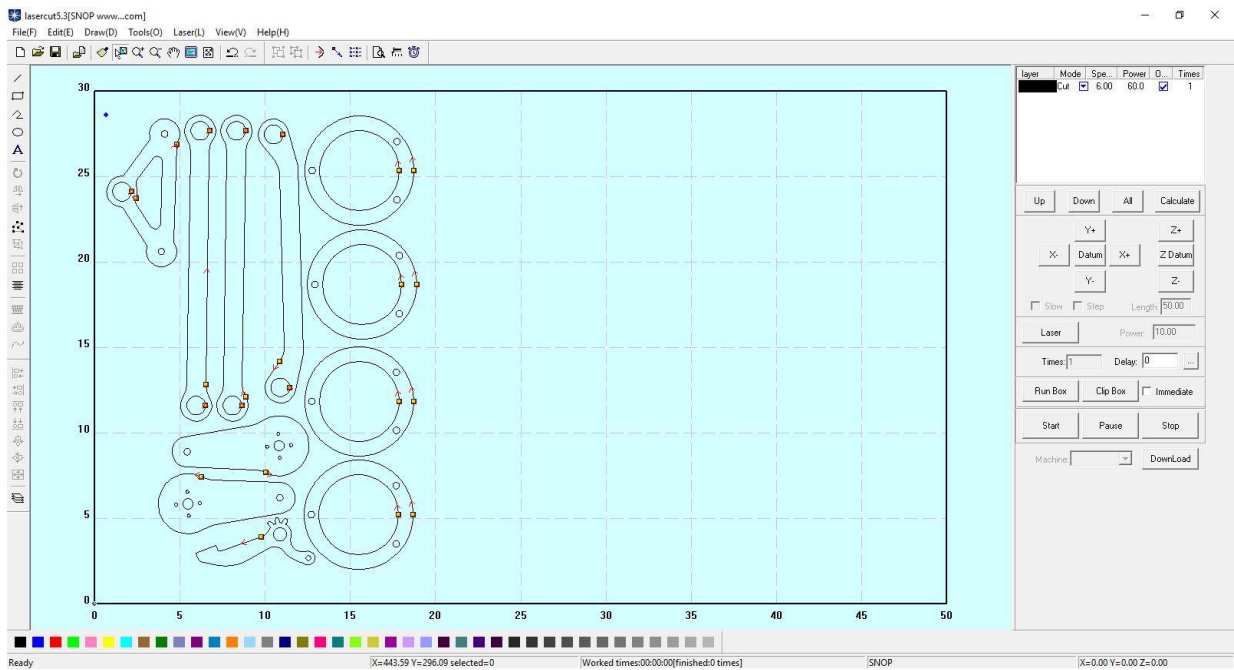 lasercut5.3[SNOP www...com]
File(F) Edit(E) Draw(D) Tools(O) Laser(L) View(V) Help(H)
A
layer Mode Spe... Power O... Times
Cut 6.00 60.0 1
30
25
20
15
10
5
0
0 5 10 15 20 25 30 35 40 45 50
Up Down All Calculate
Y+ Z+
X- Datum X+ Z Datum
Y- Z-
Slow Step Length: 50.00
Laser Power: 10.00
Times: 1 Delay: 0 ...
Run Box Clip Box Immediate
Start Pause Stop
Machine: DownLoad
Ready X=443.59 Y=296.09 selected=0 Worked times:00:00:00[finished:0 times] SNOP X=0.00 Y=0.00 Z=0.00